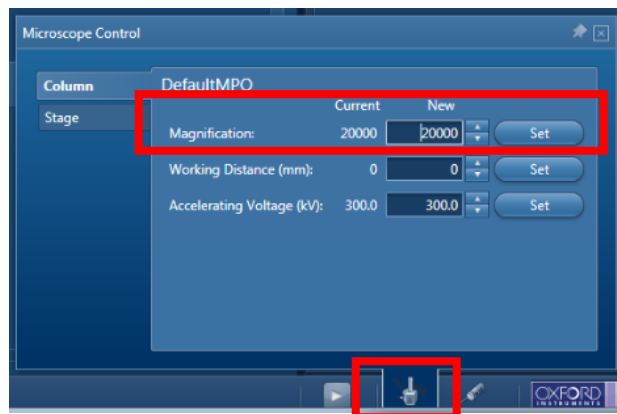 Microscope Control
Column
Stage
DefaultMPO
Current New
Magnification: 20000 20000 Set
Working Distance (mm): 0 0 Set
Accelerating Voltage (kV): 300.0 300.0 Set
OXFORD
INSTRUMENTS